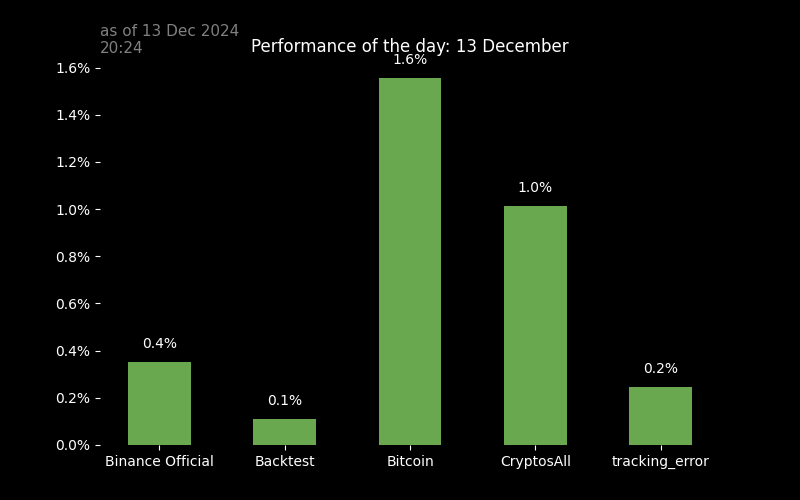 as of 13 Dec 2024
20:24
Performance of the day: 13 December
1.6%
1.6%
1.4%
1.2%
1.0%
1.0%
0.8%
0.6%
0.4%
0.4%
0.2%
0.2%
0.1%
0.0%
Binance Official
Backtest
Bitcoin
CryptosAll
tracking_error